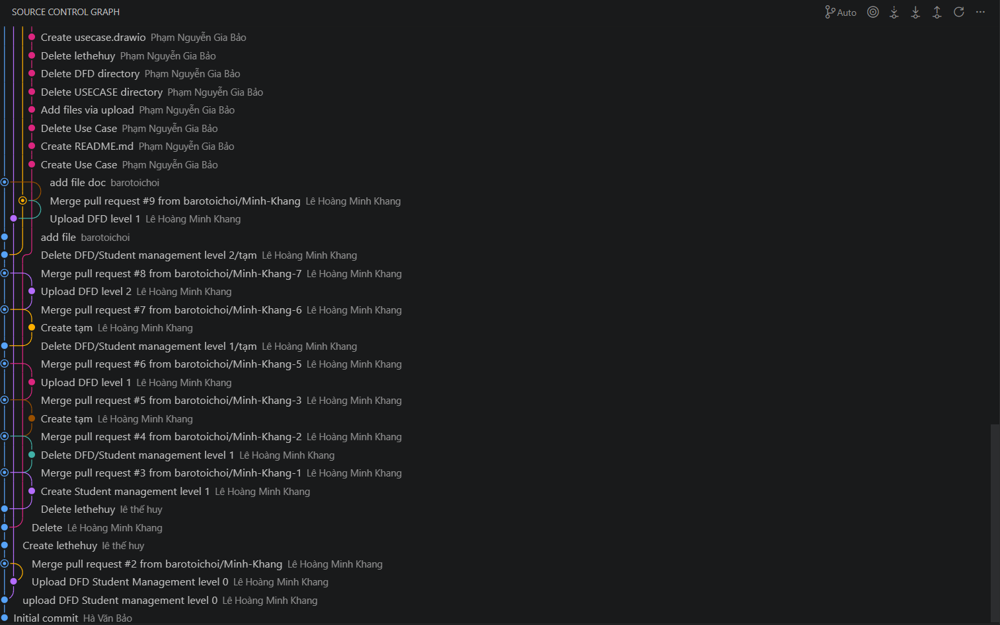 SOURCE CONTROL GRAPH Auto
Create usecase.drawio Phạm Nguyễn Gia Bảo
Delete lethehuy Phạm Nguyễn Gia Bảo
Delete DFD directory Phạm Nguyễn Gia Bảo
Delete USECASE directory Phạm Nguyễn Gia Bảo
Add files via upload Phạm Nguyễn Gia Bảo
Delete Use Case Phạm Nguyễn Gia Bảo
Create README.md Phạm Nguyễn Gia Bảo
Create Use Case Phạm Nguyễn Gia Bảo
add file doc barotoichoi
Merge pull request #9 from barotoichoi/Minh-Khang Lê Hoàng Minh Khang
Upload DFD level 1 Lê Hoàng Minh Khang
add file barotoichoi
Delete DFD/Student management level 2/tạm Lê Hoàng Minh Khang
Merge pull request #8 from barotoichoi/Minh-Khang-7 Lê Hoàng Minh Khang
Upload DFD level 2 Lê Hoàng Minh Khang
Merge pull request #7 from barotoichoi/Minh-Khang-6 Lê Hoàng Minh Khang
Create tạm Lê Hoàng Minh Khang
Delete DFD/Student management level 1/tạm Lê Hoàng Minh Khang
Merge pull request #6 from barotoichoi/Minh-Khang-5 Lê Hoàng Minh Khang
Upload DFD level 1 Lê Hoàng Minh Khang
Merge pull request #5 from barotoichoi/Minh-Khang-3 Lê Hoàng Minh Khang
Create tạm Lê Hoàng Minh Khang
Merge pull request #4 from barotoichoi/Minh-Khang-2 Lê Hoàng Minh Khang
Delete DFD/Student management level 1 Lê Hoàng Minh Khang
Merge pull request #3 from barotoichoi/Minh-Khang-1 Lê Hoàng Minh Khang
Create Student management level 1 Lê Hoàng Minh Khang
Delete lethehuy lê thế huy
Delete Lê Hoàng Minh Khang
Create lethehuy lê thế huy
Merge pull request #2 from barotoichoi/Minh-Khang Lê Hoàng Minh Khang
Upload DFD Student Management level 0 Lê Hoàng Minh Khang
upload DFD Student management level 0 Lê Hoàng Minh Khang
Initial commit Hà Văn Bảo